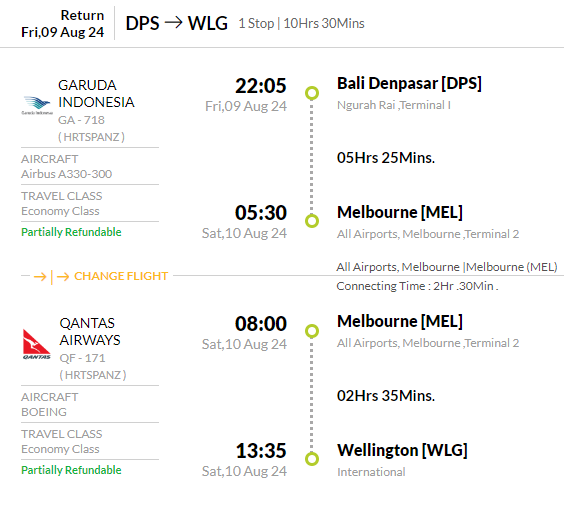 Return
Fri,09 Aug 24
DPS → WLG 1 Stop | 10Hrs 30Mins
GARUDA
INDONESIA
GA - 718
( HRTSPANZ )
AIRCRAFT
Airbus A330-300
TRAVEL CLASS
Economy Class
Partially Refundable
22:05
Fri,09 Aug 24
Bali Denpasar [DPS]
Ngurah Rai ,Terminal I
05Hrs 25Mins.
05:30
Sat,10 Aug 24
Melbourne [MEL]
All Airports, Melbourne ,Terminal 2
→ | → CHANGE FLIGHT
All Airports, Melbourne |Melbourne (MEL)
Connecting Time : 2Hr .30Min .
QANTAS
AIRWAYS
QF - 171
( HRTSPANZ )
AIRCRAFT
BOEING
TRAVEL CLASS
Economy Class
Partially Refundable
08:00
Sat,10 Aug 24
Melbourne [MEL]
All Airports, Melbourne ,Terminal 2
02Hrs 35Mins.
13:35
Sat,10 Aug 24
Wellington [WLG]
International